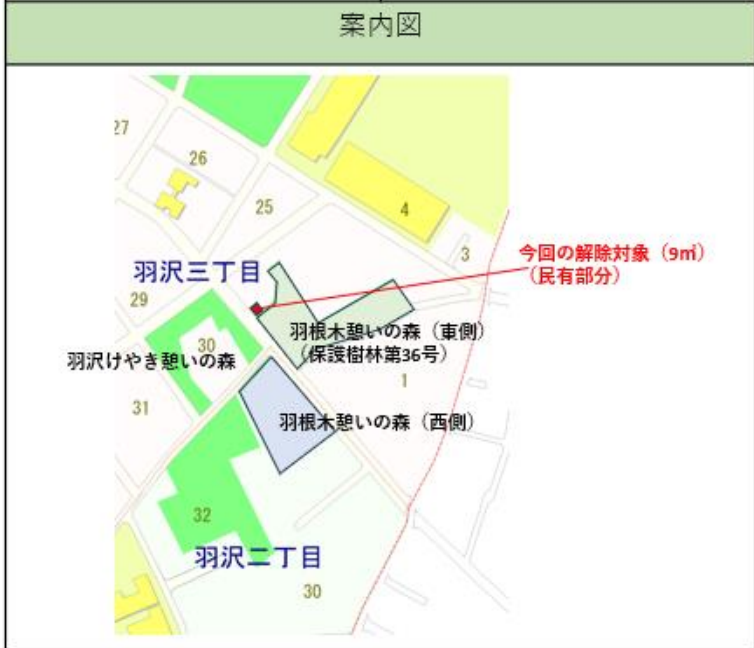 案内図
27
26
25
4
3
羽沢三丁目
今回の解除対象（9㎡）
（民有部分）
29
羽根木憩いの森（東側）
（保護樹林第36号）
30
羽沢けやき憩いの森
1
31
羽根木憩いの森（西側）
32
羽沢二丁目
30